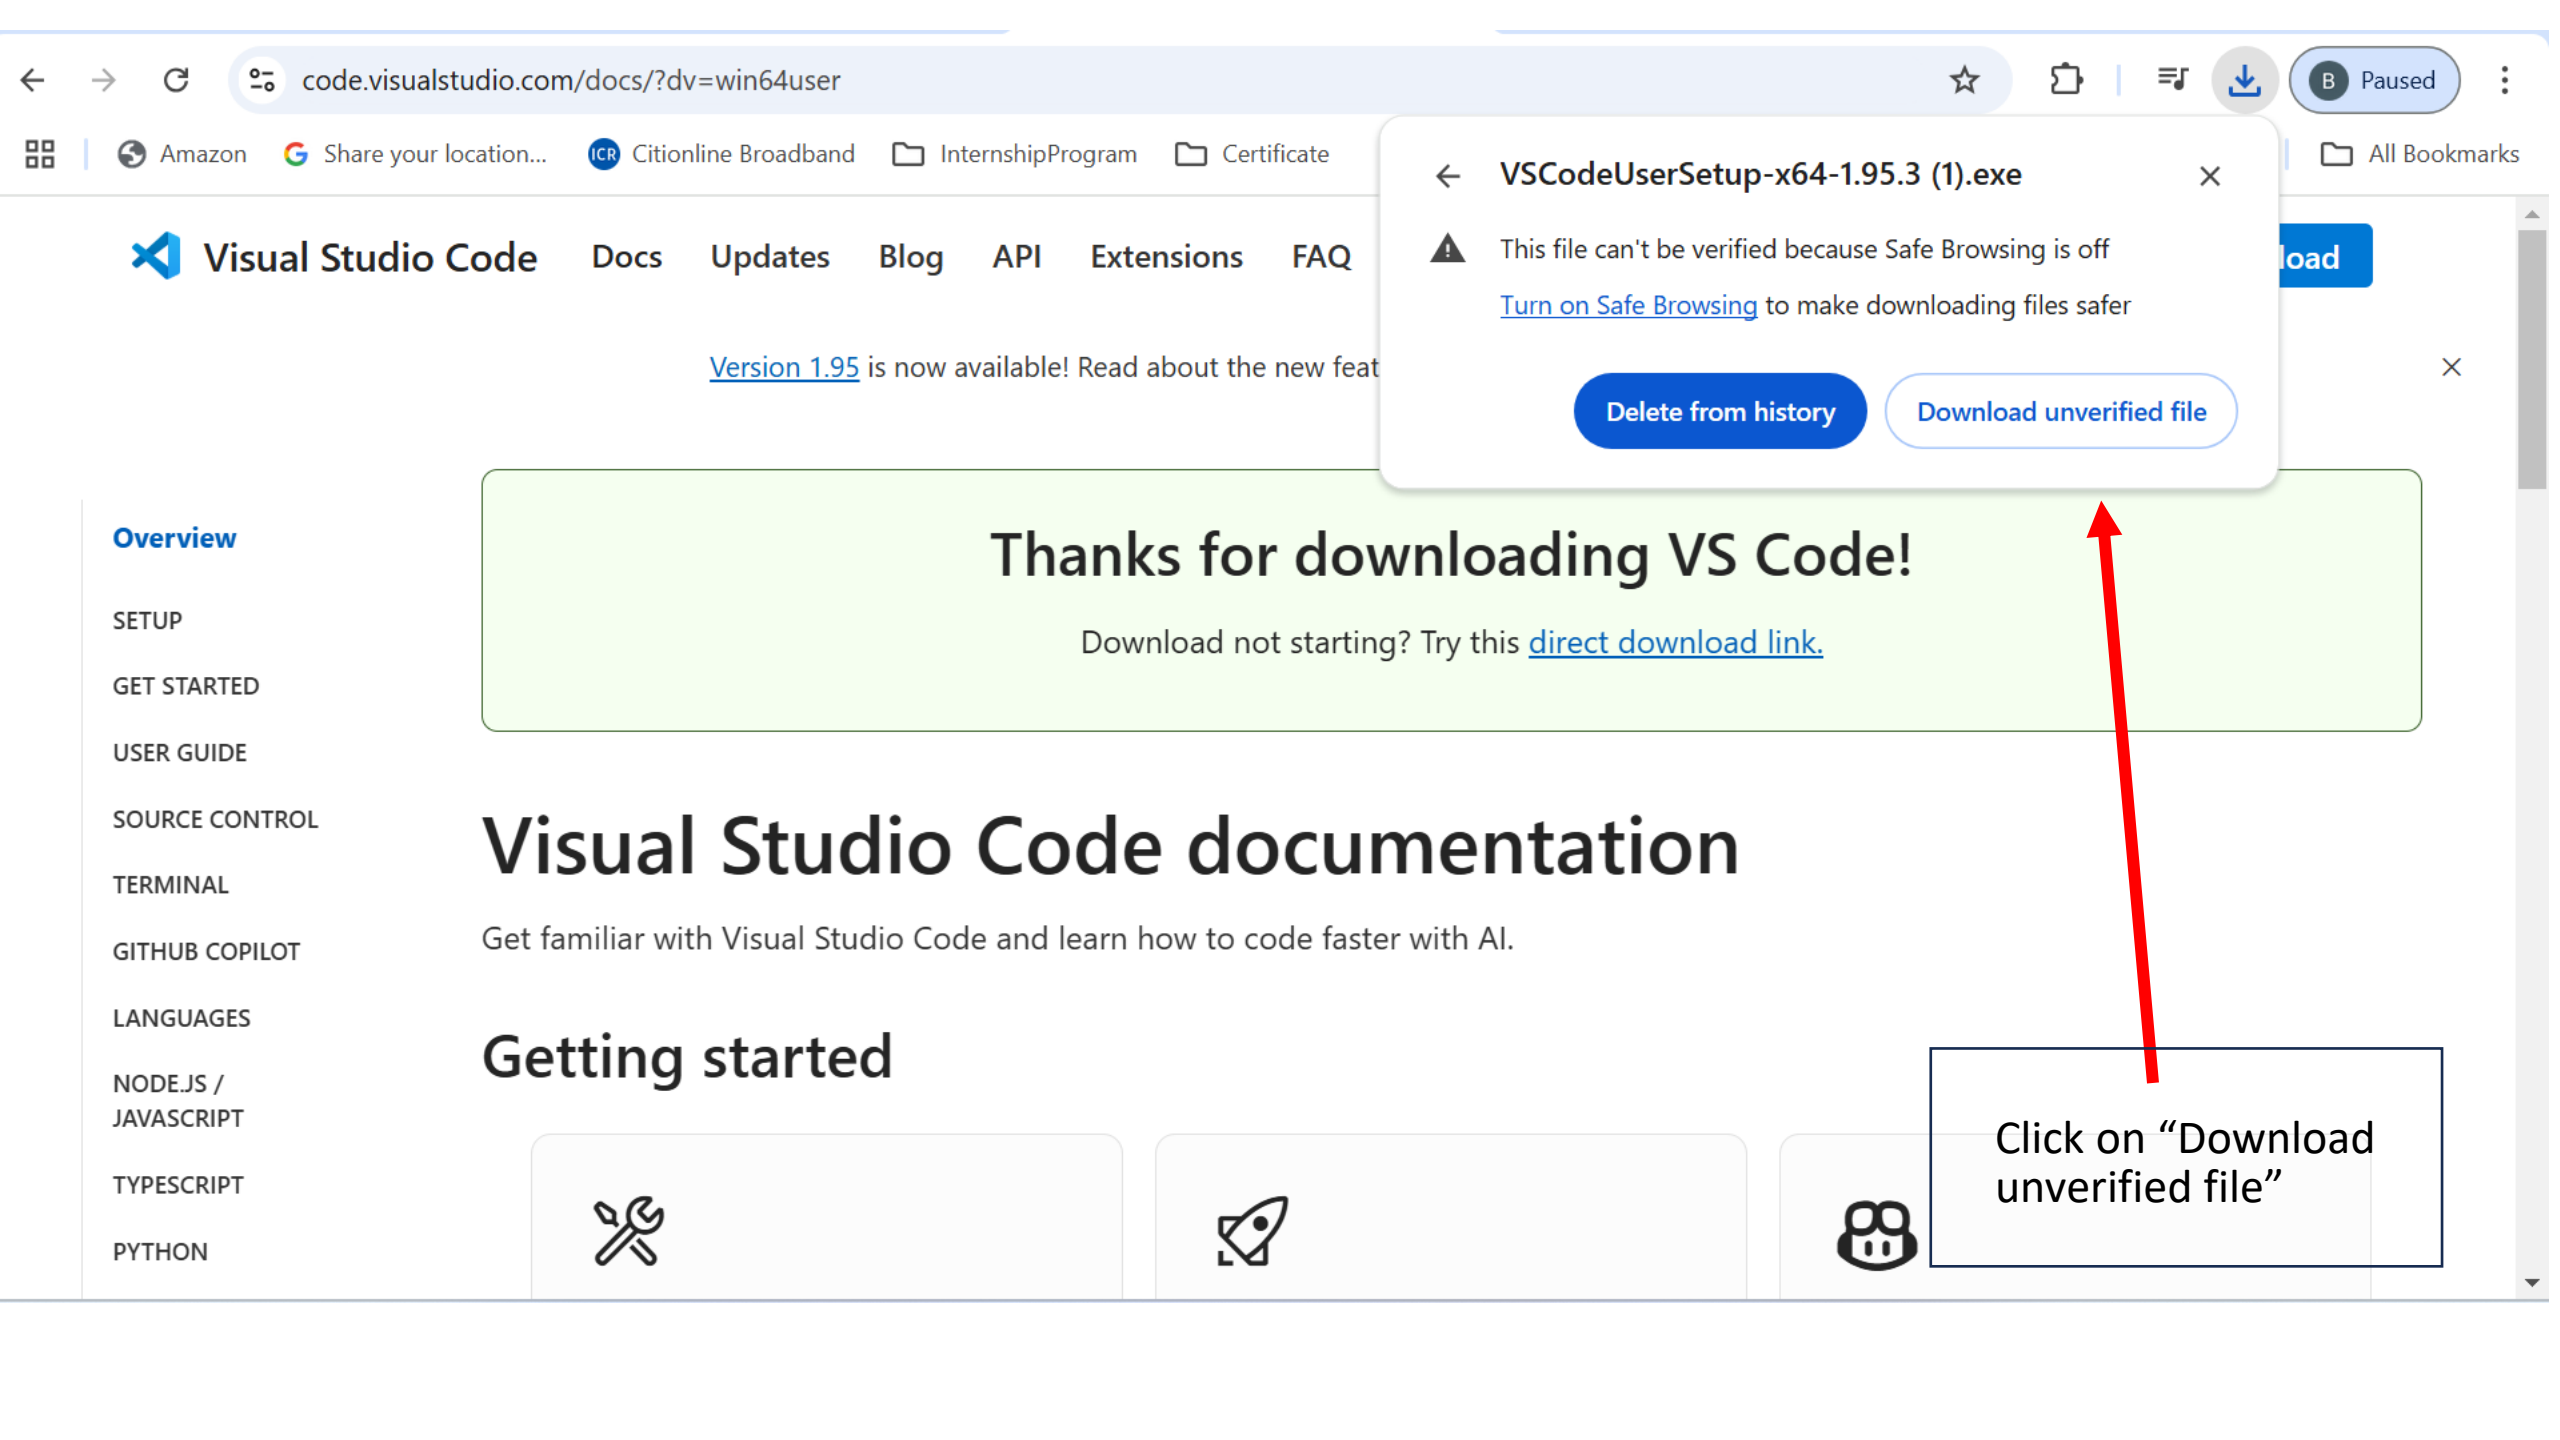 code.visualstudio.com/docs/?dv=win64user
B Paused
Amazon Share your location... ICR Citionline Broadband InternshipProgram Certificate All Bookmarks
VSCodeUserSetup-x64-1.95.3 (1).exe
This file can't be verified because Safe Browsing is off
Turn on Safe Browsing to make downloading files safer
Delete from history Download unverified file
Visual Studio Code Docs Updates Blog API Extensions FAQ load
Version 1.95 is now available! Read about the new feat
Thanks for downloading VS Code!
Download not starting? Try this direct download link.
Overview
SETUP
GET STARTED
USER GUIDE
SOURCE CONTROL
TERMINAL
GITHUB COPILOT
LANGUAGES
NODE.JS /
JAVASCRIPT
TYPESCRIPT
PYTHON
Visual Studio Code documentation
Get familiar with Visual Studio Code and learn how to code faster with AI.
Getting started
Click on “Download
unverified file”